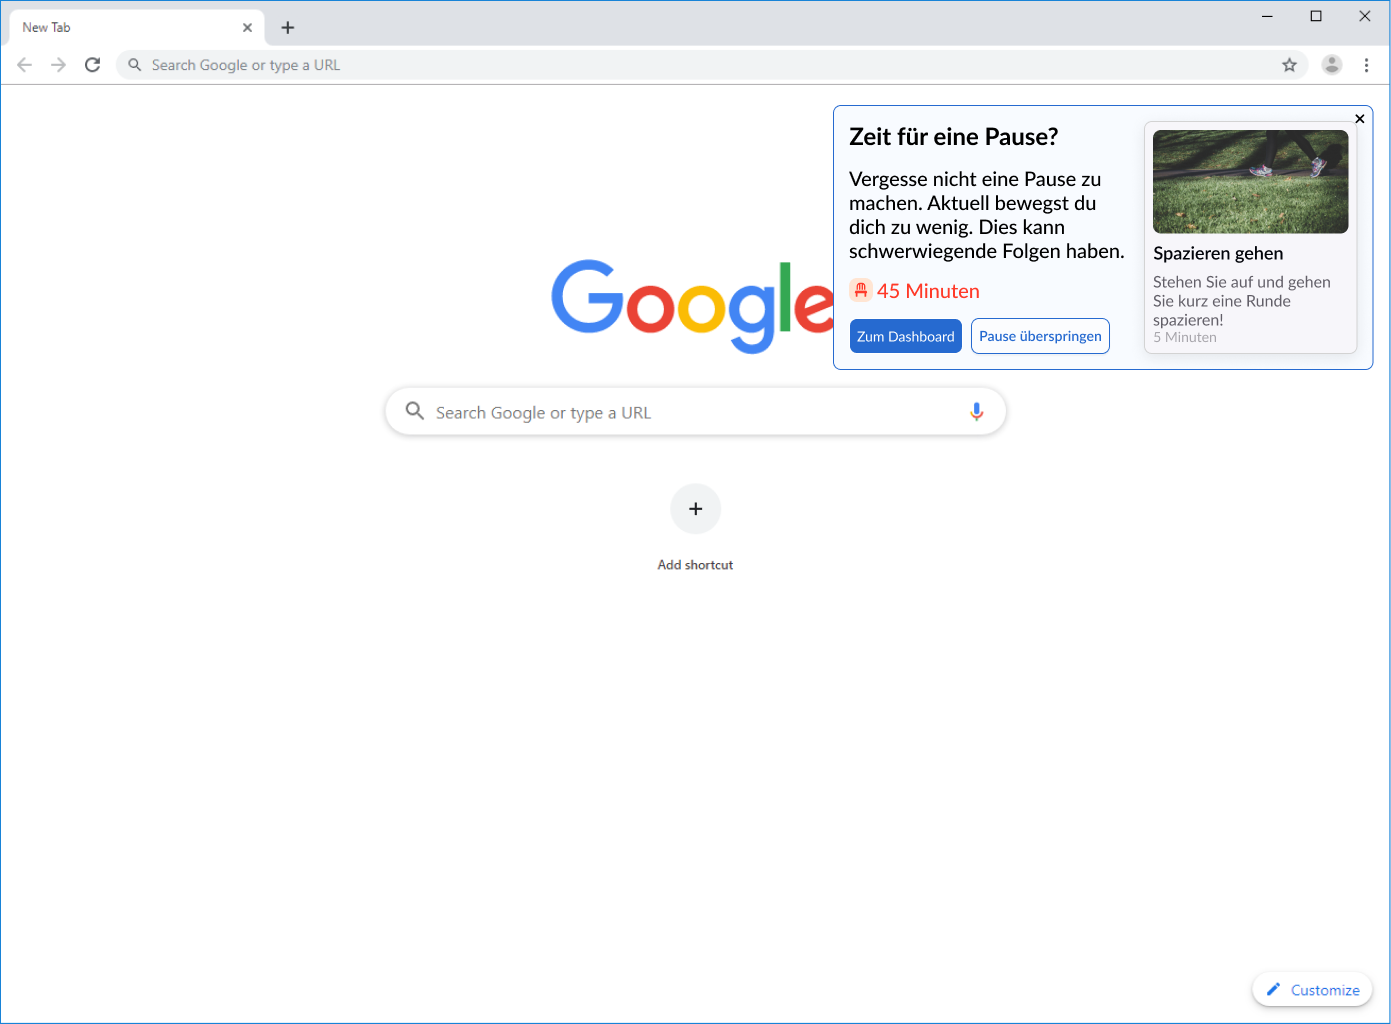 New Tab
Search Google or type a URL
Zeit für eine Pause?
Vergesse nicht eine Pause zu
machen. Aktuell bewegst du
dich zu wenig. Dies kann
schwerwiegende Folgen haben.
45 Minuten
Zum Dashboard
Pause überspringen
Spazieren gehen
Stehen Sie auf und gehen
Sie kurz eine Runde
spazieren!
5 Minuten
Google
Search Google or type a URL
Add shortcut
Customize